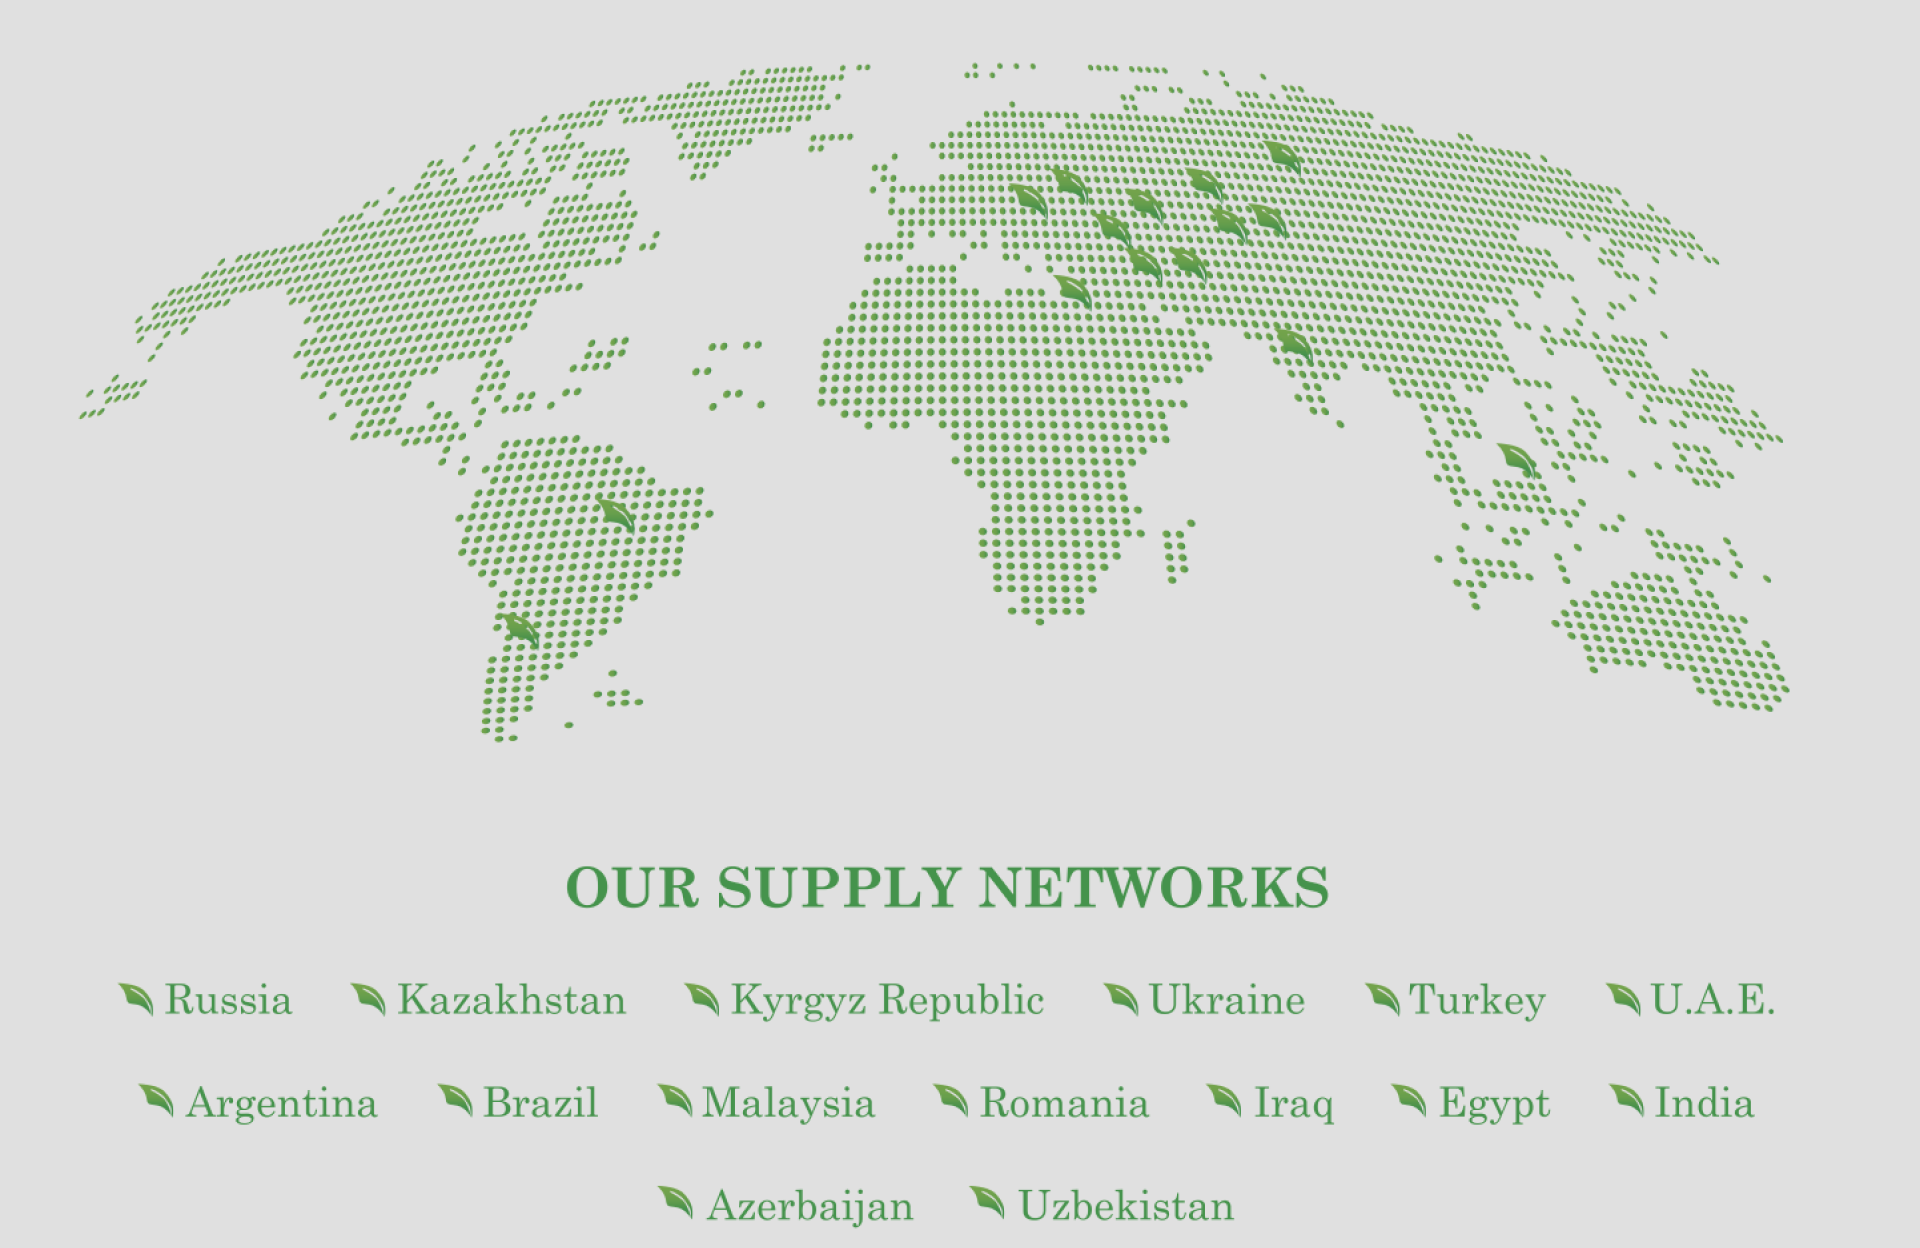 OUR SUPPLY NETWORKS
Russia Kazakhstan Kyrgyz Republic Ukraine Turkey U.A.E.
Argentina Brazil Malaysia Romania Iraq Egypt India
Azerbaijan Uzbekistan